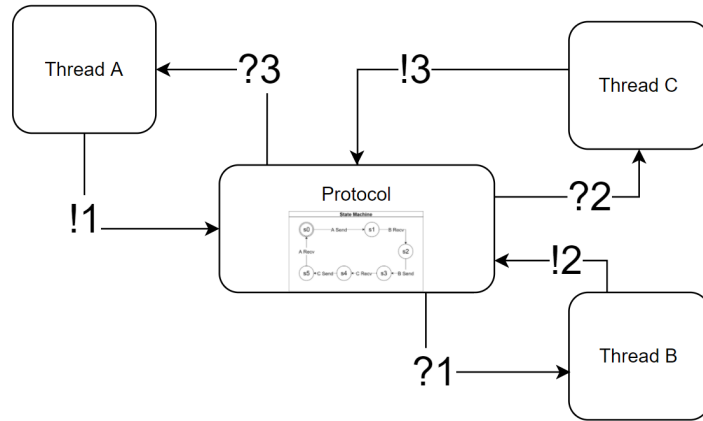 Thread A
?3
!3
Thread C
!1
Protocol
State Machine
s0
A Send
s1
B Recv
s2
A Recv
s5
C Send
s4
C Recv
s3
B Send
?2
!2
?1
Thread B